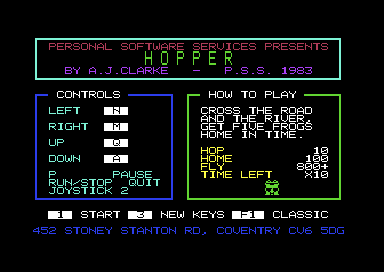 PERSONAL SOFTWARE SERVICES PRESENTS
HOPPER
BY A.J.CLARKE - P.S.S. 1983
CONTROLS
LEFT N
RIGHT M
UP Q
DOWN A
P PAUSE
RUN/STOP QUIT
JOYSTICK 2
HOW TO PLAY
CROSS THE ROAD
AND THE RIVER.
GET FIVE FROGS
HOME IN TIME.
HOP 10
HOME 100
FLY 800+
TIME LEFT X10
1 START 3 NEW KEYS F1 CLASSIC
452 STONEY STANTON RD, COVENTRY CV6 5DG